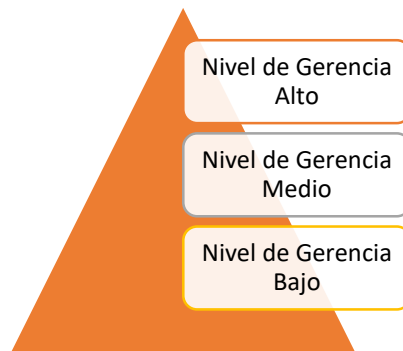 Nivel de Gerencia
Alto
Nivel de Gerencia
Medio
Nivel de Gerencia
Bajo